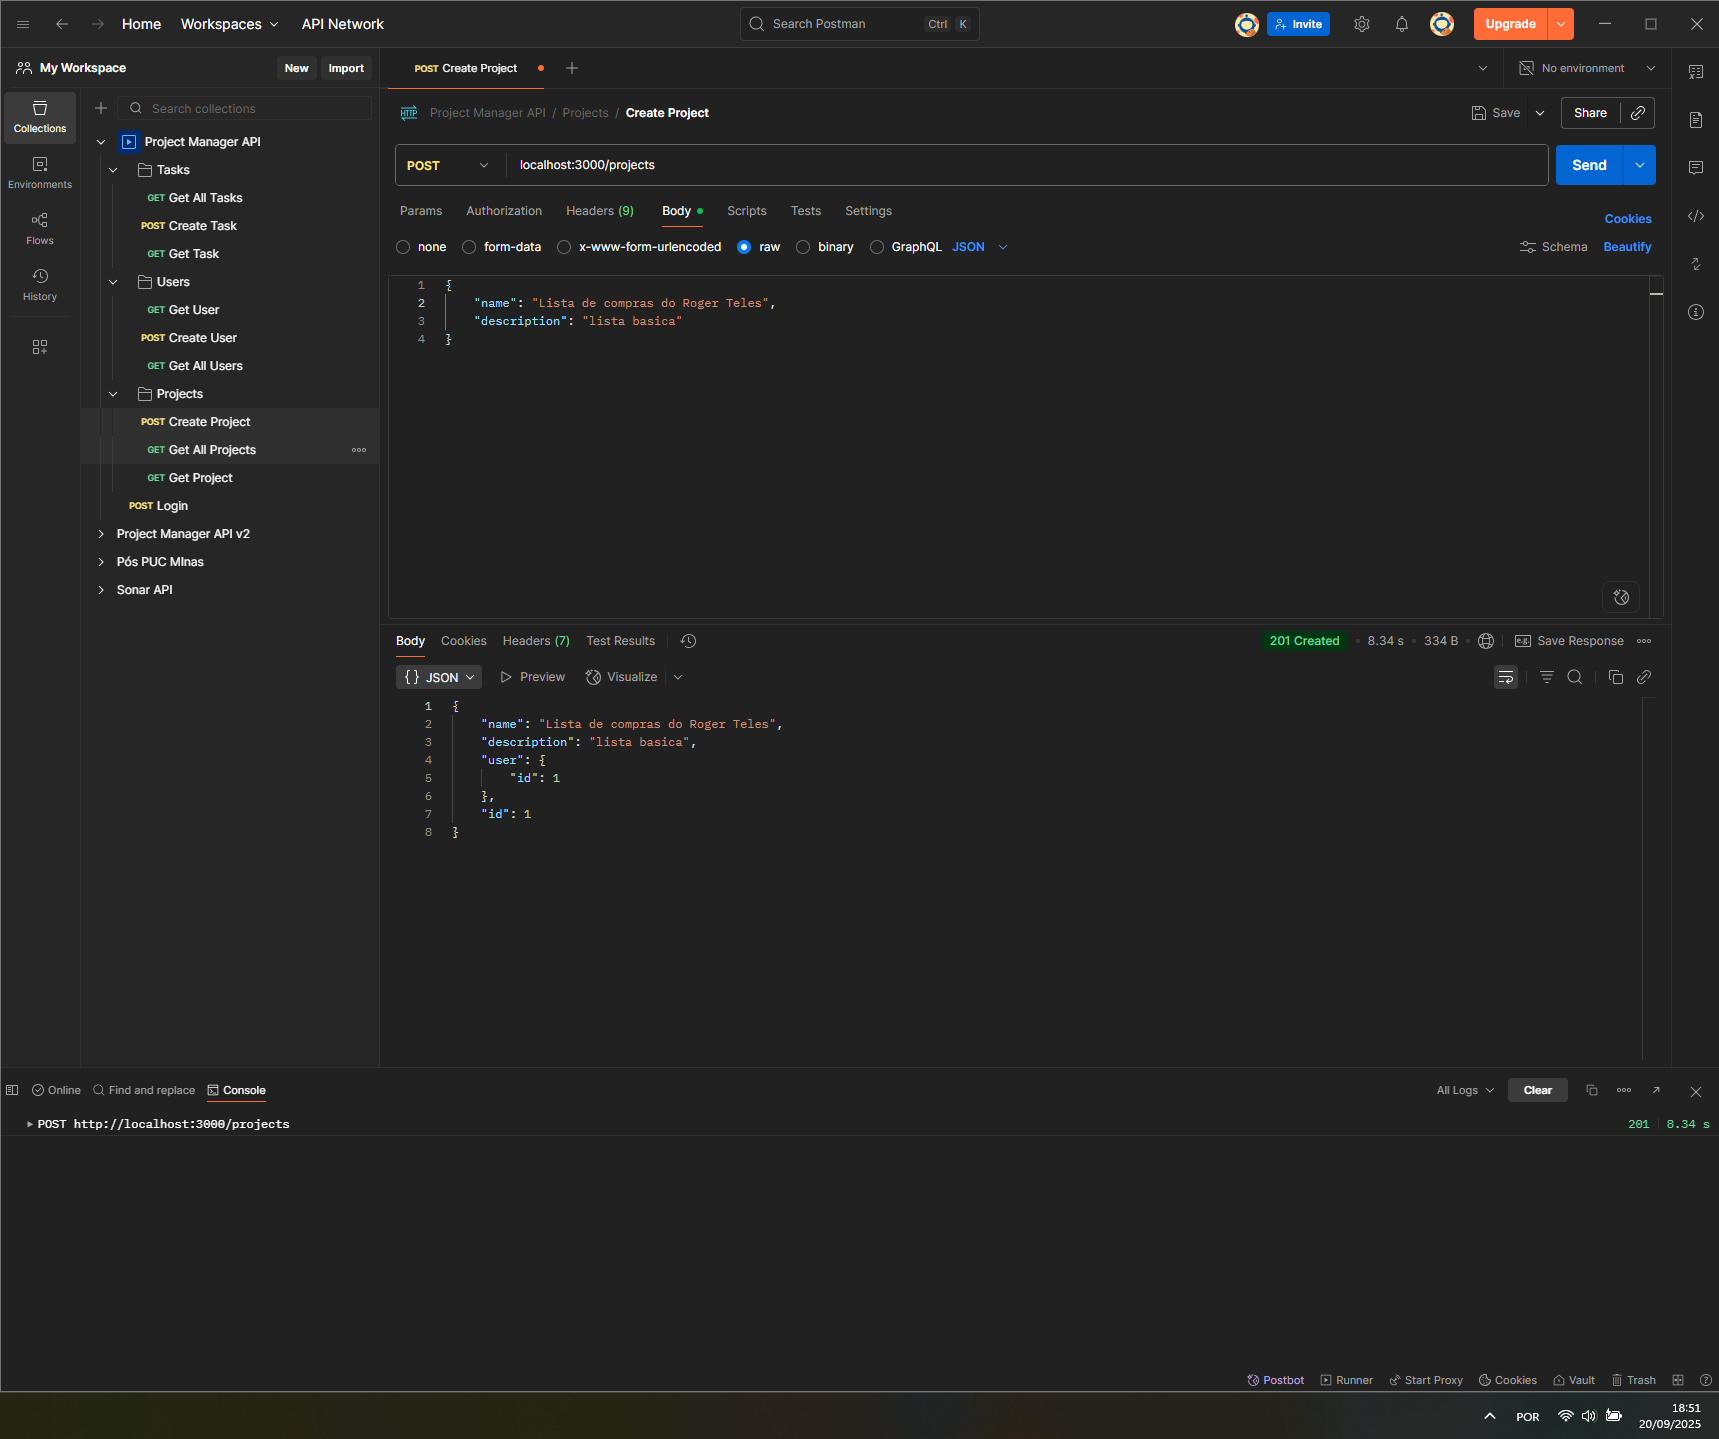 Home Workspaces API Network Search Postman Ctrl K Invite Upgrade
My Workspace New Import
POST Create Project No environment
Search collections
Collections
Environments
Flows
History
Project Manager API
Tasks
GET Get All Tasks
POST Create Task
GET Get Task
Users
GET Get User
POST Create User
GET Get All Users
Projects
POST Create Project
GET Get All Projects
GET Get Project
POST Login
Project Manager API v2
Pós PUC MInas
Sonar API
HTTP Project Manager API / Projects / Create Project Save Share
POST localhost:3000/projects Send
Params Authorization Headers (9) Body Scripts Tests Settings Cookies
none form-data x-www-form-urlencoded raw binary GraphQL JSON Schema Beautify
1 {
2 "name": "Lista de compras do Roger Teles",
3 "description": "lista basica"
4 }
Body Cookies Headers (7) Test Results 201 Created 8.34 s 334 B e.g. Save Response
{} JSON Preview Visualize
1 {
2 "name": "Lista de compras do Roger Teles",
3 "description": "lista basica",
4 "user": {
5 "id": 1
6 },
7 "id": 1
8 }
Online Find and replace Console All Logs Clear
POST http://localhost:3000/projects 201 8.34 s
Postbot Runner Start Proxy Cookies Vault Trash
POR 18:51
20/09/2025